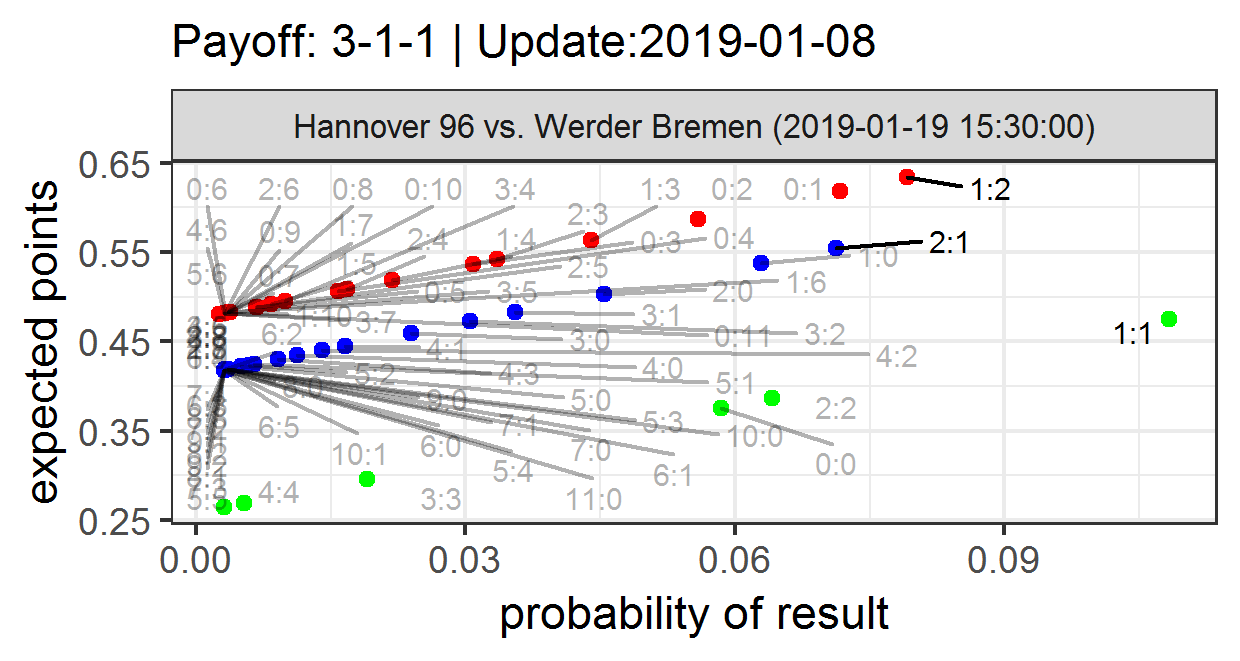 Payoff: 3-1-1 | Update:2019-01-08
Hannover 96 vs. Werder Bremen (2019-01-19 15:30:00)
0.65
0:6 2:6 0:8 0:10 3:4 1:3 0:2 0:1 1:2
4:6 0:9 1:7 2:3
2:4 1:4 0:3 0:4 2:1
0.55
5:6 0:7 1:5 2:5 1:0
0:5 3:5 2:0 1:6
1:10 3:7 3:1
6:2 0:11 3:2 1:1
0.45
4:1 3:0 4:2
5:2 4:3 4:0
8:0 9:0 5:0 5:1
2:2
0.35
6:5 7:1 5:3 10:0
10:1 6:0 7:0 0:0
5:4 6:1
4:4 3:3 11:0
0.25
expected points
0.00 0.03 0.06 0.09
probability of result